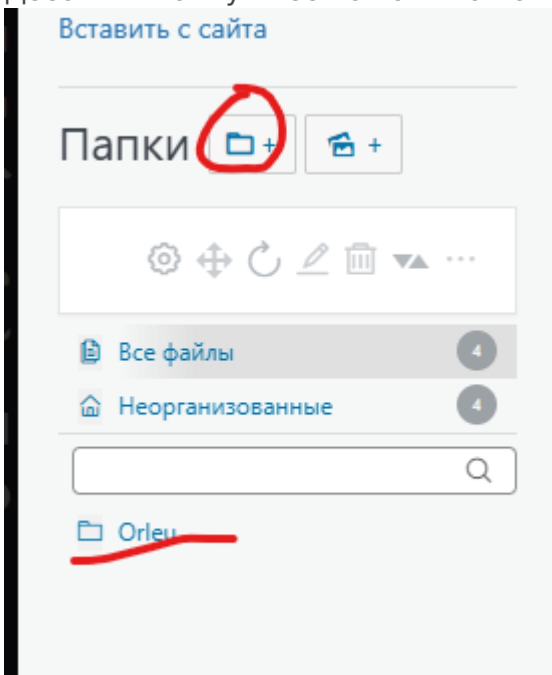 Вставить с сайта
Папки + +
Все файлы 4
Неорганизованные 4
Orleu